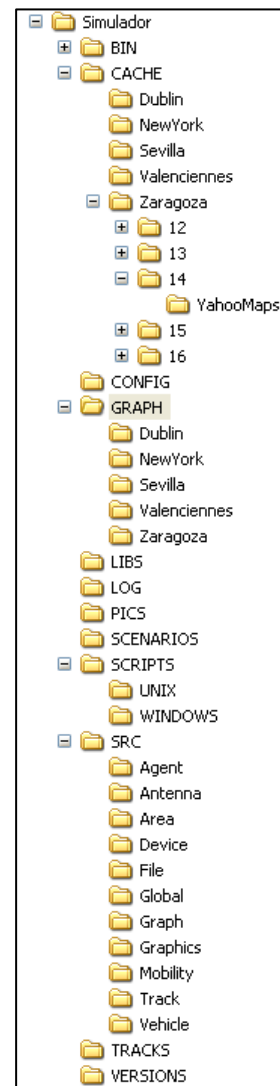 Simulador
BIN
CACHE
Dublin
NewYork
Sevilla
Valenciennes
Zaragoza
12
13
14
YahooMaps
15
16
CONFIG
GRAPH
Dublin
NewYork
Sevilla
Valenciennes
Zaragoza
LIBS
LOG
PICS
SCENARIOS
SCRIPTS
UNIX
WINDOWS
SRC
Agent
Antenna
Area
Device
File
Global
Graph
Graphics
Mobility
Track
Vehicle
TRACKS
VERSIONS